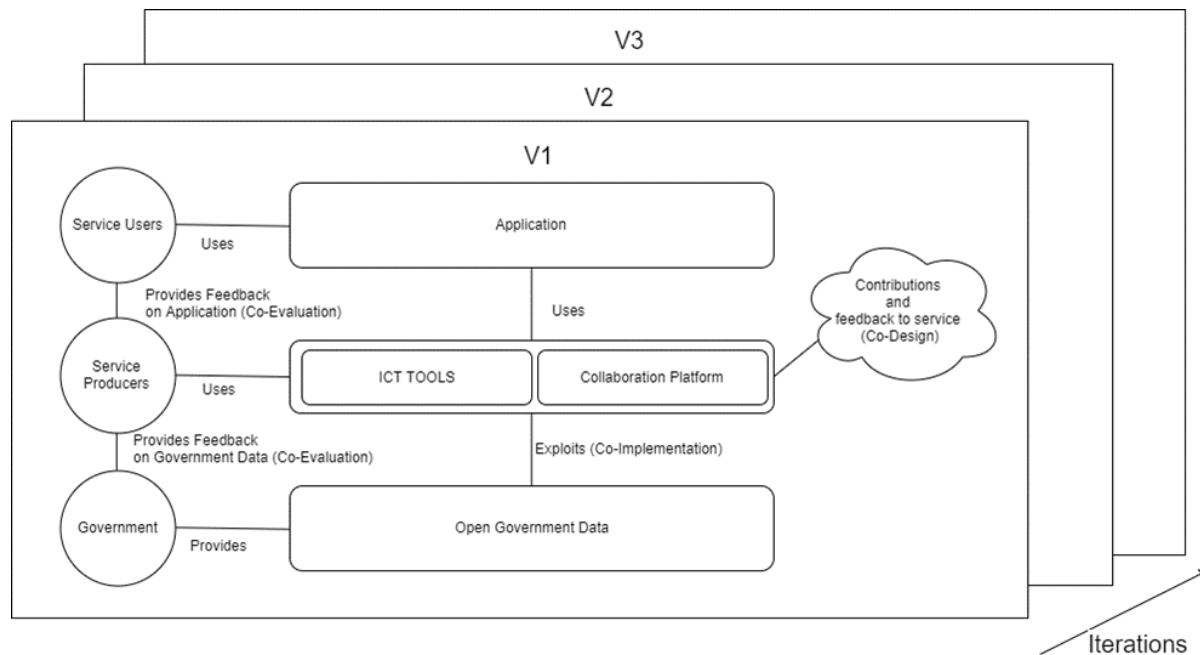 V3
V2
V1
Service Users
Uses
Application
Provides Feedback
on Application (Co-Evaluation)
Uses
Contributions
and
feedback to service
(Co-Design)
Service
Producers
Uses
ICT TOOLS
Collaboration Platform
Provides Feedback
on Government Data (Co-Evaluation)
Exploits (Co-Implementation)
Government
Provides
Open Government Data
Iterations